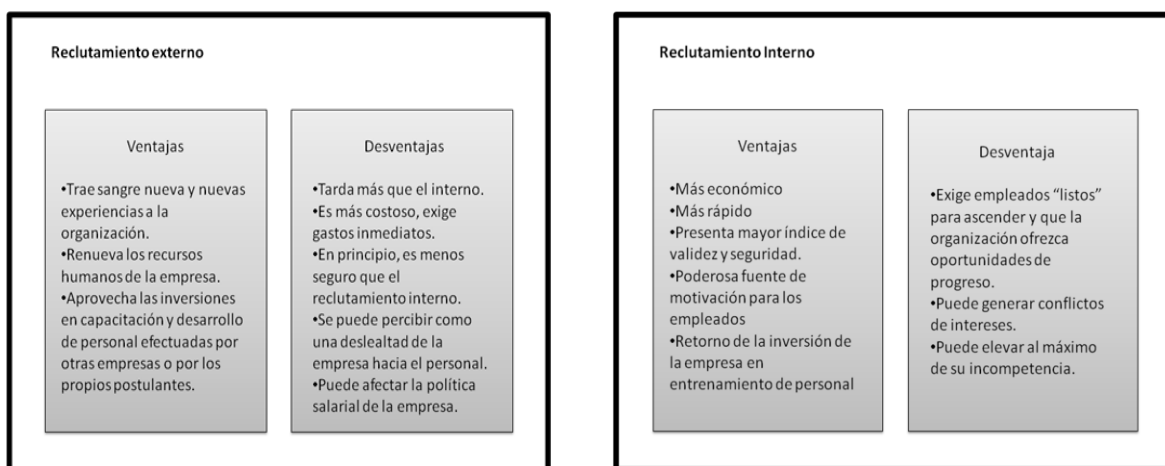 Reclutamiento externo
Ventajas
•Trae sangre nueva y nuevas
experiencias a la
organización.
•Renueva los recursos
humanos de la empresa.
•Aprovecha las inversiones
en capacitación y desarrollo
de personal efectuadas por
otras empresas o por los
propios postulantes.
Desventajas
•Tarda más que el interno.
•Es más costoso, exige
gastos inmediatos.
•En principio, es menos
seguro que el
reclutamiento interno.
•Se puede percibir como
una deslealtad de la
empresa hacia el personal.
•Puede afectar la política
salarial de la empresa.
Reclutamiento Interno
Ventajas
•Más económico
•Más rápido
•Presenta mayor índice de
validez y seguridad.
•Poderosa fuente de
motivación para los
empleados
•Retorno de la inversión de
la empresa en
entrenamiento de personal
Desventaja
•Exige empleados “listos”
para ascender y que la
organización ofrezca
oportunidades de
progreso.
•Puede generar conflictos
de intereses.
•Puede elevar al máximo
de su incompetencia.